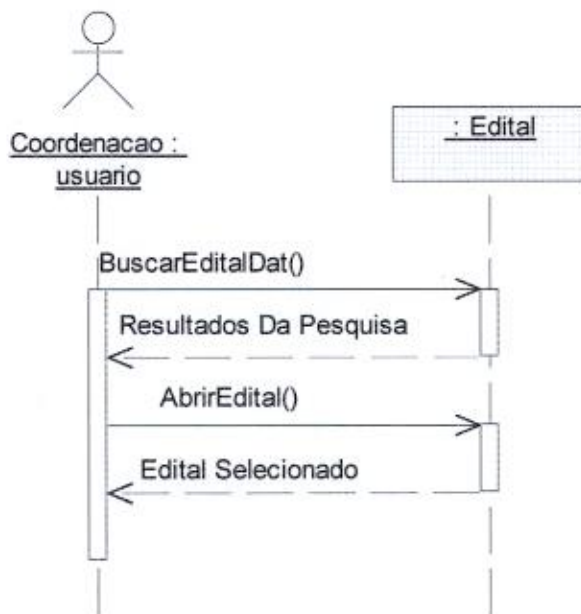 Coordenacao :
usuario
: Edital
BuscarEditalDat()
Resultados Da Pesquisa
AbrirEdital()
Edital Selecionado